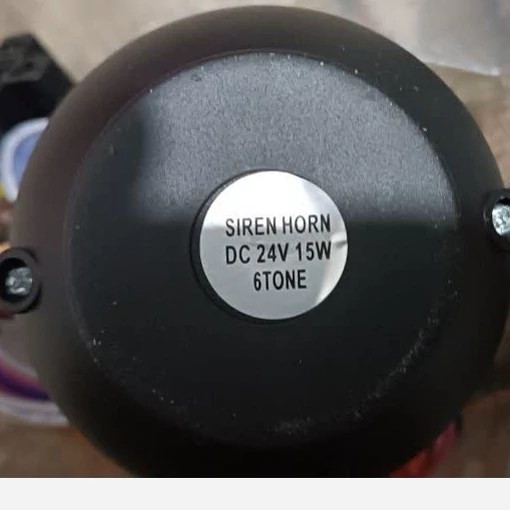 SIREN HORN
DC 24V 15W
6TONE